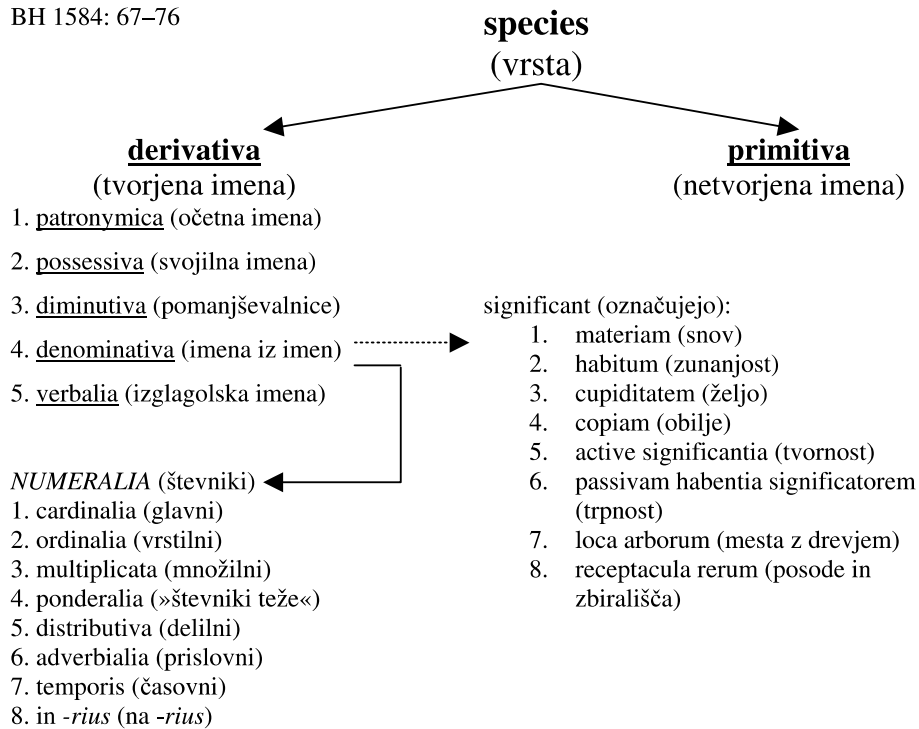 BH 1584: 67–76
species
(vrsta)
derivativa
(tvorjena imena)
primitiva
(netvorjena imena)
1. patronymica (očetna imena)
2. possessiva (svojilna imena)
3. diminutiva (pomanjševalnice)
4. denominativa (imena iz imen)
5. verbalia (izglagolska imena)
significant (označujejo):
1. materiam (snov)
2. habitum (zunanjost)
3. cupiditatem (željo)
4. copiam (obilje)
5. active significantia (tvornost)
6. passivam habentia significatorem
(trpnost)
7. loca arborum (mesta z drevjem)
8. receptacula rerum (posode in
zbirališča)
NUMERALIA (števniki)
1. cardinalia (glavni)
2. ordinalia (vrstilni)
3. multiplicata (množilni)
4. ponderalia (»števniki teže«)
5. distributiva (delilni)
6. adverbialia (prislovni)
7. temporis (časovni)
8. in -rius (na -rius)